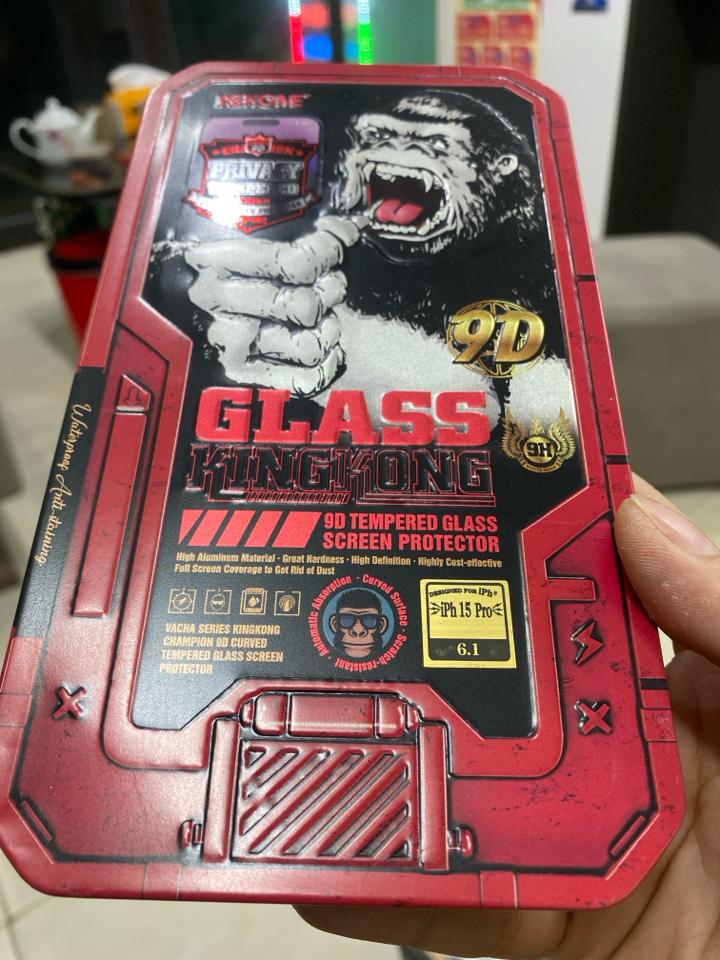 CHAMPION
PRIVACY
TEMPERED
9D
GLASS
KINGKONG
9H
9D TEMPERED GLASS
SCREEN PROTECTOR
High Aluminum Material · Great Hardness · High Definition · Highly Cost-effective
Full Screen Coverage to Get Rid of Dust
Automatic Absorption · Curved Surface · Scratch-resistant ·
DESIGNED FOR iPh*
iPh 15 Pro
6.1
VACHA SERIES KINGKONG
CHAMPION 9D CURVED
TEMPERED GLASS SCREEN
PROTECTOR
Anti-staining